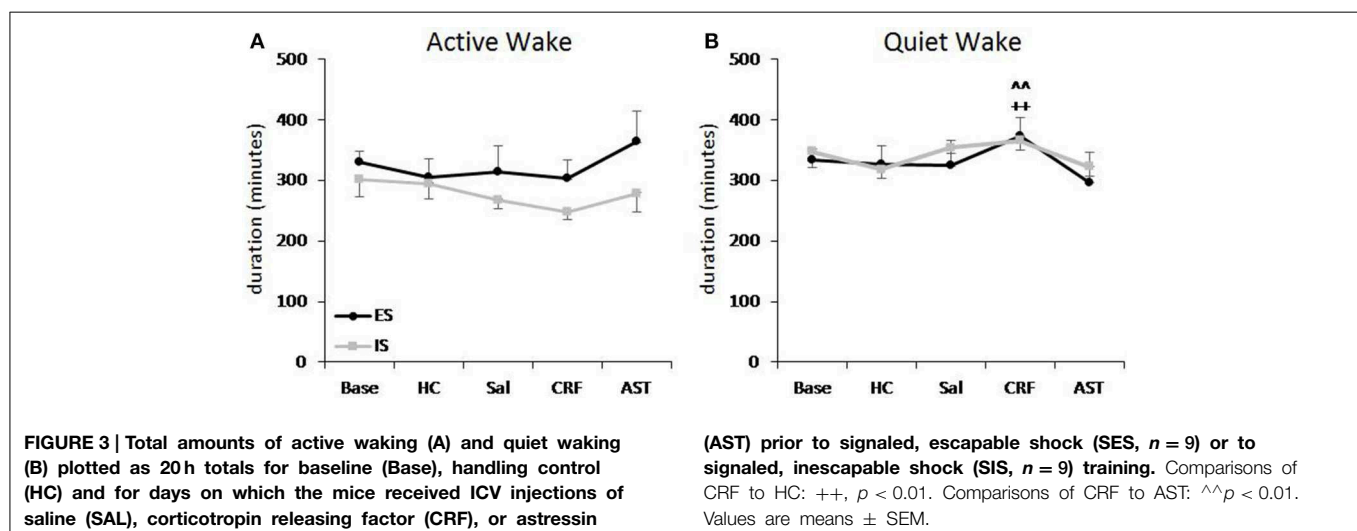 A
Active Wake
500
400
300
200
100
0
duration (minutes)
ES
IS
Base HC Sal CRF AST
B
Quiet Wake
^^
++
500
400
300
200
100
0
duration (minutes)
Base HC Sal CRF AST
FIGURE 3 | Total amounts of active waking (A) and quiet waking
(B) plotted as 20 h totals for baseline (Base), handling control
(HC) and for days on which the mice received ICV injections of
saline (SAL), corticotropin releasing factor (CRF), or astressin
(AST) prior to signaled, escapable shock (SES, n = 9) or to
signaled, inescapable shock (SIS, n = 9) training. Comparisons of
CRF to HC: ++, p < 0.01. Comparisons of CRF to AST: ^^p < 0.01.
Values are means ± SEM.